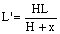 L' = HL / H + x